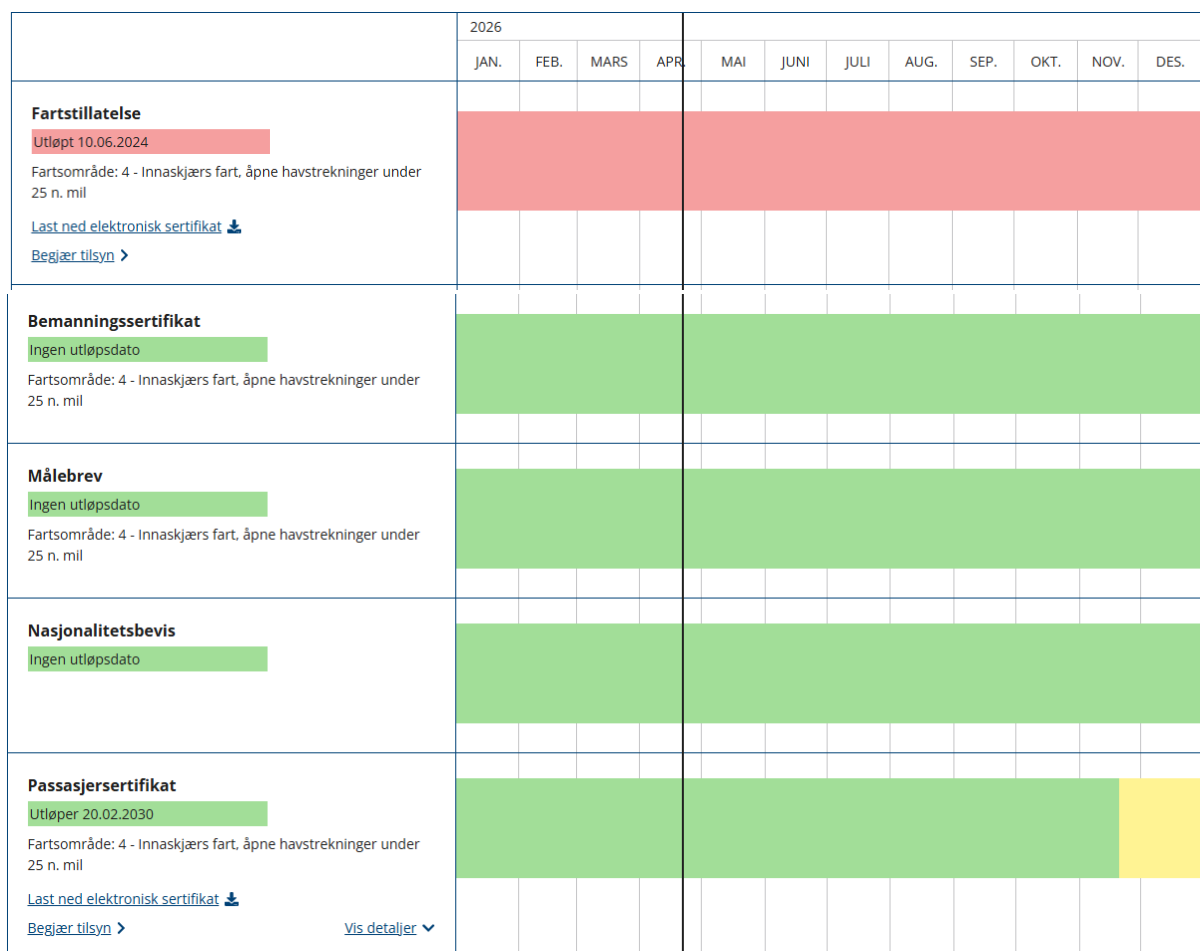 2026
JAN. FEB. MARS APR. MAI JUNI JULI AUG. SEP. OKT. NOV. DES.
Fartstillatelse
Utløpt 10.06.2024
Fartsområde: 4 - Innaskjærs fart, åpne havstrekninger under
25 n. mil
Last ned elektronisk sertifikat
Begjær tilsyn
Bemanningssertifikat
Ingen utløpsdato
Fartsområde: 4 - Innaskjærs fart, åpne havstrekninger under
25 n. mil
Målebrev
Ingen utløpsdato
Fartsområde: 4 - Innaskjærs fart, åpne havstrekninger under
25 n. mil
Nasjonalitetsbevis
Ingen utløpsdato
Passasjersertifikat
Utløper 20.02.2030
Fartsområde: 4 - Innaskjærs fart, åpne havstrekninger under
25 n. mil
Last ned elektronisk sertifikat
Begjær tilsyn Vis detaljer